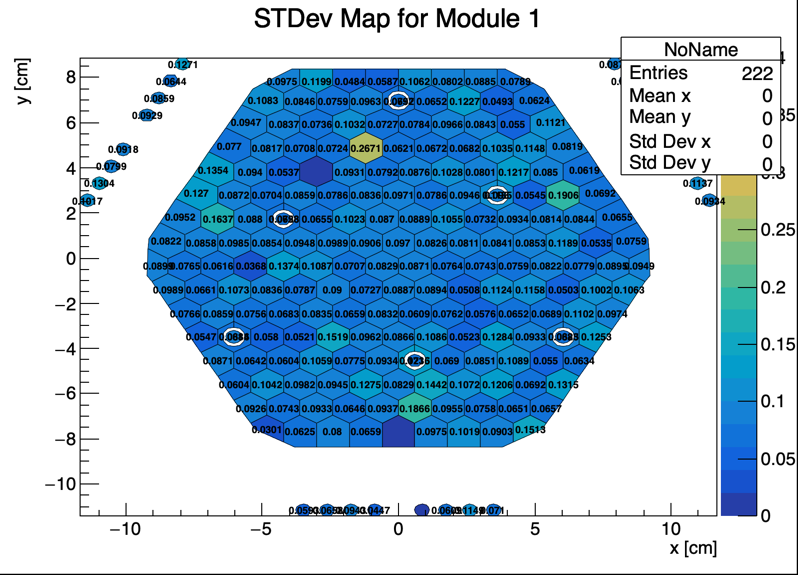 STDev Map for Module 1
NoName
Entries 222
Mean x 0
Mean y 0
Std Dev x 0
Std Dev y 0
y [cm]
8
6
4
2
0
−2
−4
−6
−8
−10
0.1271
0.0644
0.0859
0.0929
0.0918
0.0799
0.1304
0.1017
0.1137
0.0934
0.0975 0.1199 0.0484 0.0587 0.1062 0.0802 0.0885 0.0789
0.1083 0.0846 0.0759 0.0963 0.0652 0.1227 0.0493 0.0624
0.0947 0.0837 0.0736 0.1032 0.0727 0.0784 0.0966 0.0843 0.055 0.1121
0.077 0.0817 0.0708 0.0724 0.2671 0.0621 0.0672 0.0682 0.1035 0.1148 0.0819
0.1354 0.094 0.0537 0.0931 0.0792 0.0876 0.1028 0.0801 0.1217 0.085 0.0619
0.127 0.0872 0.0704 0.0859 0.0786 0.0836 0.0971 0.0786 0.0946 0.0545 0.1906 0.0692
0.0952 0.1637 0.088 0.0655 0.1023 0.087 0.0889 0.1055 0.0732 0.0934 0.0814 0.0844 0.0655
0.0822 0.0858 0.0985 0.0854 0.0948 0.0989 0.0906 0.097 0.0826 0.0811 0.0841 0.0853 0.1189 0.0535 0.0759
0.0899 0.0765 0.0616 0.0368 0.1374 0.1087 0.0707 0.0829 0.0871 0.0764 0.0743 0.0759 0.0822 0.0779 0.0895 0.0949
0.0989 0.0661 0.1073 0.0836 0.0787 0.09 0.0727 0.0887 0.0894 0.0508 0.1124 0.1158 0.0503 0.1002 0.1063
0.0766 0.0859 0.0756 0.0835 0.0659 0.0832 0.0609 0.0762 0.0576 0.0652 0.0689 0.1102 0.0974
0.0547 0.058 0.0521 0.1519 0.0962 0.0866 0.1086 0.0523 0.1284 0.0933 0.1253
0.0871 0.0642 0.0604 0.1059 0.0775 0.0934 0.069 0.0851 0.1089 0.055 0.0634
0.0604 0.1042 0.0982 0.0945 0.1275 0.0829 0.1442 0.1072 0.1206 0.0692 0.1315
0.0926 0.0743 0.0933 0.0646 0.0937 0.1866 0.0955 0.0758 0.0651 0.0657
0.0301 0.0625 0.08 0.0659 0.0975 0.1019 0.0903 0.1513
0.0447
0.071
−10 −5 0 5 10
x [cm]
0.3
0.25
0.2
0.15
0.1
0.05
0